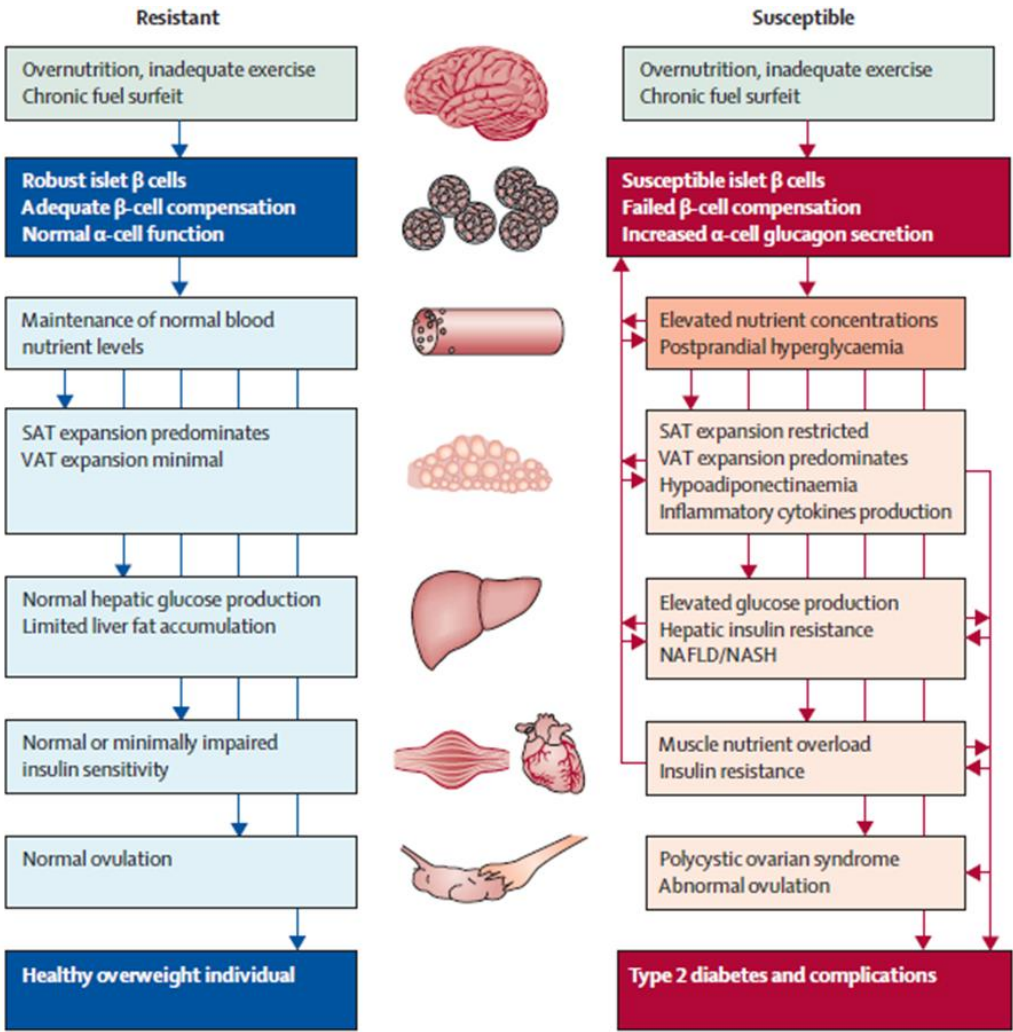 Resistant
Susceptible
Overnutrition, inadequate exercise
Chronic fuel surfeit
Overnutrition, inadequate exercise
Chronic fuel surfeit
Robust islet β cells
Adequate β-cell compensation
Normal α-cell function
Susceptible islet β cells
Failed β-cell compensation
Increased α-cell glucagon secretion
Maintenance of normal blood
nutrient levels
Elevated nutrient concentrations
Postprandial hyperglycaemia
SAT expansion predominates
VAT expansion minimal
SAT expansion restricted
VAT expansion predominates
Hypoadiponectinaemia
Inflammatory cytokines production
Normal hepatic glucose production
Limited liver fat accumulation
Elevated glucose production
Hepatic insulin resistance
NAFLD/NASH
Normal or minimally impaired
insulin sensitivity
Muscle nutrient overload
Insulin resistance
Normal ovulation
Polycystic ovarian syndrome
Abnormal ovulation
Healthy overweight individual
Type 2 diabetes and complications